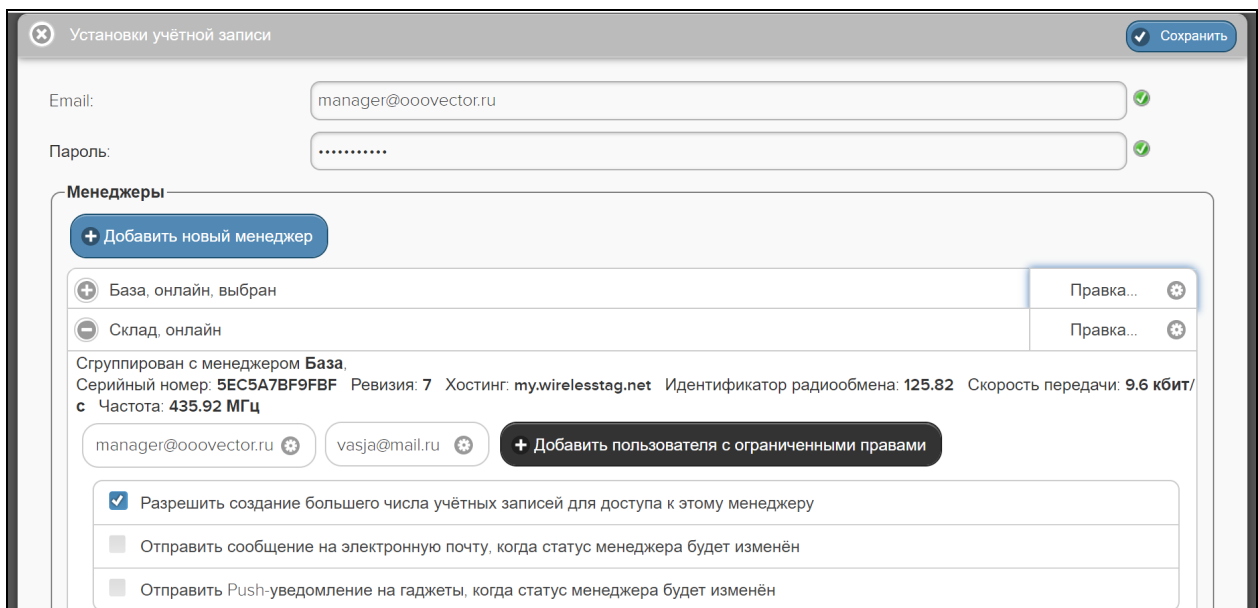 Установки учётной записи
Сохранить
Email:
manager@ooovector.ru
Пароль:
•••••••••••
Менеджеры
Добавить новый менеджер
База, онлайн, выбран
Правка...
Склад, онлайн
Правка...
Сгруппирован с менеджером База,
Серийный номер: 5EC5A7BF9FBF Ревизия: 7 Хостинг: my.wirelesstag.net Идентификатор радиообмена: 125.82 Скорость передачи: 9.6 кбит/
с Частота: 435.92 МГц
manager@ooovector.ru
vasja@mail.ru
Добавить пользователя с ограниченными правами
Разрешить создание большего числа учётных записей для доступа к этому менеджеру
Отправить сообщение на электронную почту, когда статус менеджера будет изменён
Отправить Push-уведомление на гаджеты, когда статус менеджера будет изменён